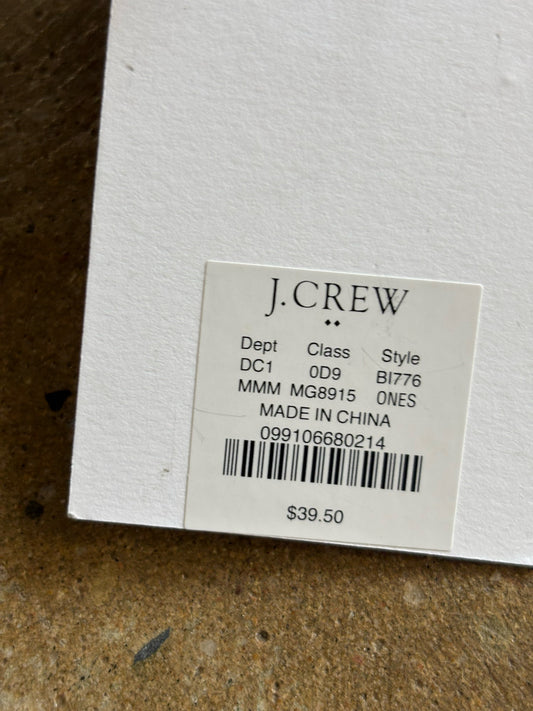 J.CREW
Dept Class Style
DC1 0D9 BI776
MMM MG8915 ONES
MADE IN CHINA
099106680214
$39.50